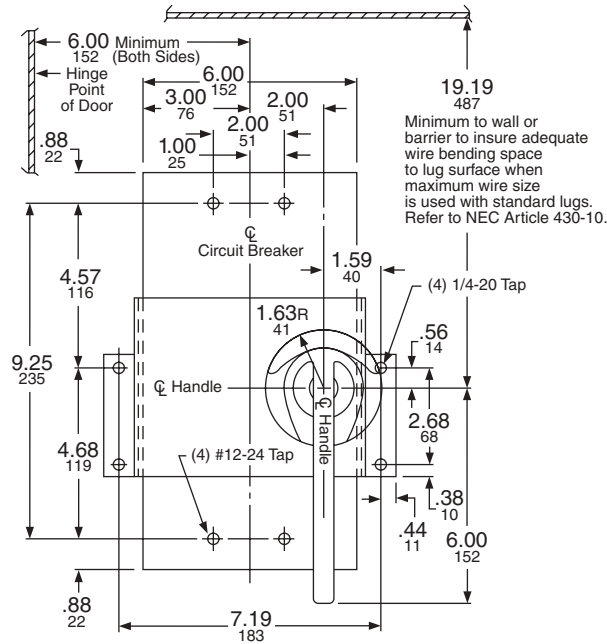 6.00 Minimum
152 (Both Sides)
Hinge
Point
of Door
6.00
152
3.00
76
2.00
51
2.00
51
1.00
25
.88
22
19.19
487
Minimum to wall or
barrier to insure adequate
wire bending space
to lug surface when
maximum wire size
is used with standard lugs.
Refer to NEC Article 430-10.
℄
Circuit Breaker
1.59
40
(4) 1/4-20 Tap
4.57
116
1.63R
41
.56
14
9.25
235
℄ Handle
℄ Handle
2.68
68
4.68
119
(4) #12-24 Tap
.38
10
.44
11
6.00
152
.88
22
7.19
183